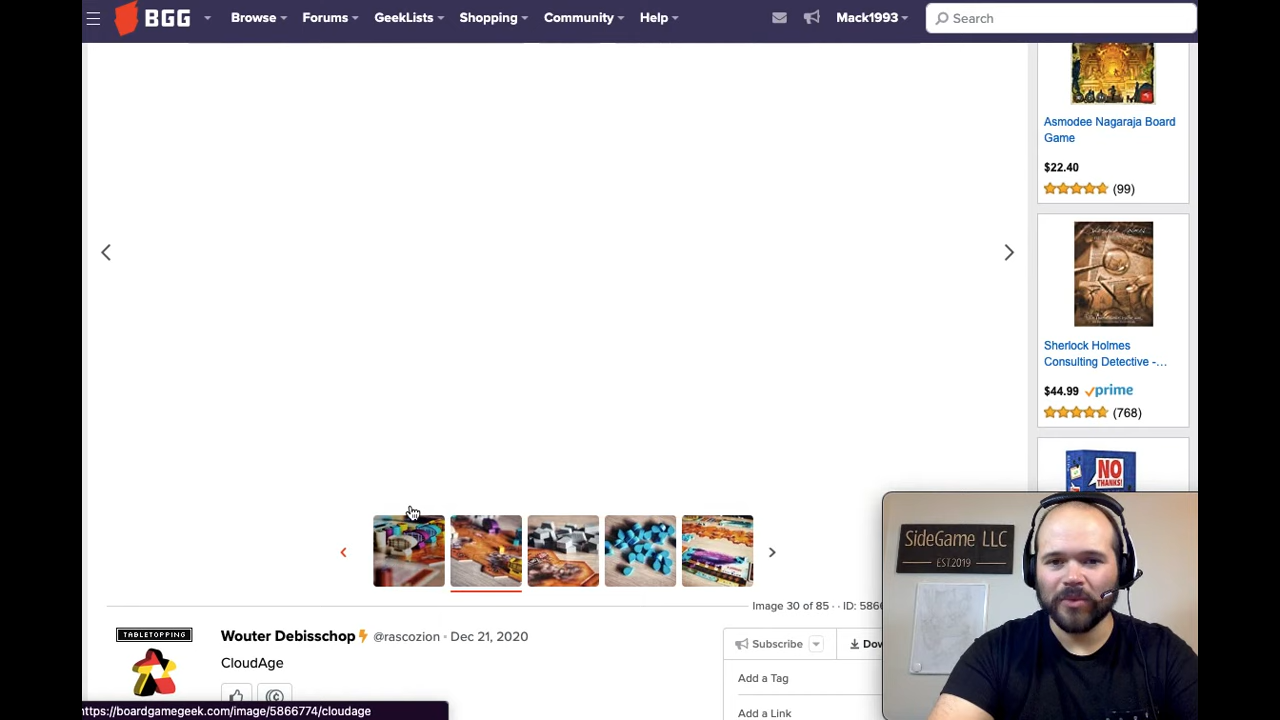 BGG
Browse
Forums
GeekLists
Shopping
Community
Help
Mack1993
Search
Asmodee Nagaraja Board
Game
$22.40
(99)
Sherlock Holmes
Consulting Detective -...
$44.99 prime
(768)
NO
THANKS!
SideGame LLC
EST.2019
Image 30 of 85 · · ID: 5866
TABLETOPPING
Wouter Debisschop @rascozion · Dec 21, 2020
CloudAge
Subscribe
Dow
Add a Tag
Add a Link
https://boardgamegeek.com/image/5866774/cloudage